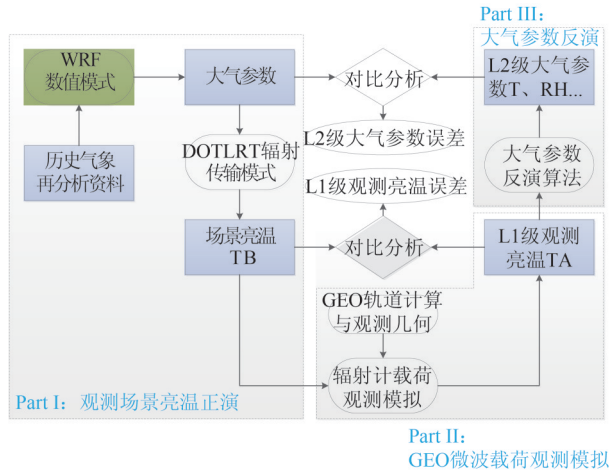 Part III:
大气参数反演
WRF
数值模式
大气参数
对比分析
L2级大气参
数T、RH...
历史气象
再分析资料
DOTLRT辐射
传输模式
L2级大气参数误差
L1级观测亮温误差
大气参数
反演算法
场景亮温
TB
对比分析
L1级观测
亮温TA
GEO轨道计算
与观测几何
辐射计载荷
观测模拟
Part I: 观测场景亮温正演
Part II:
GEO微波载荷观测模拟